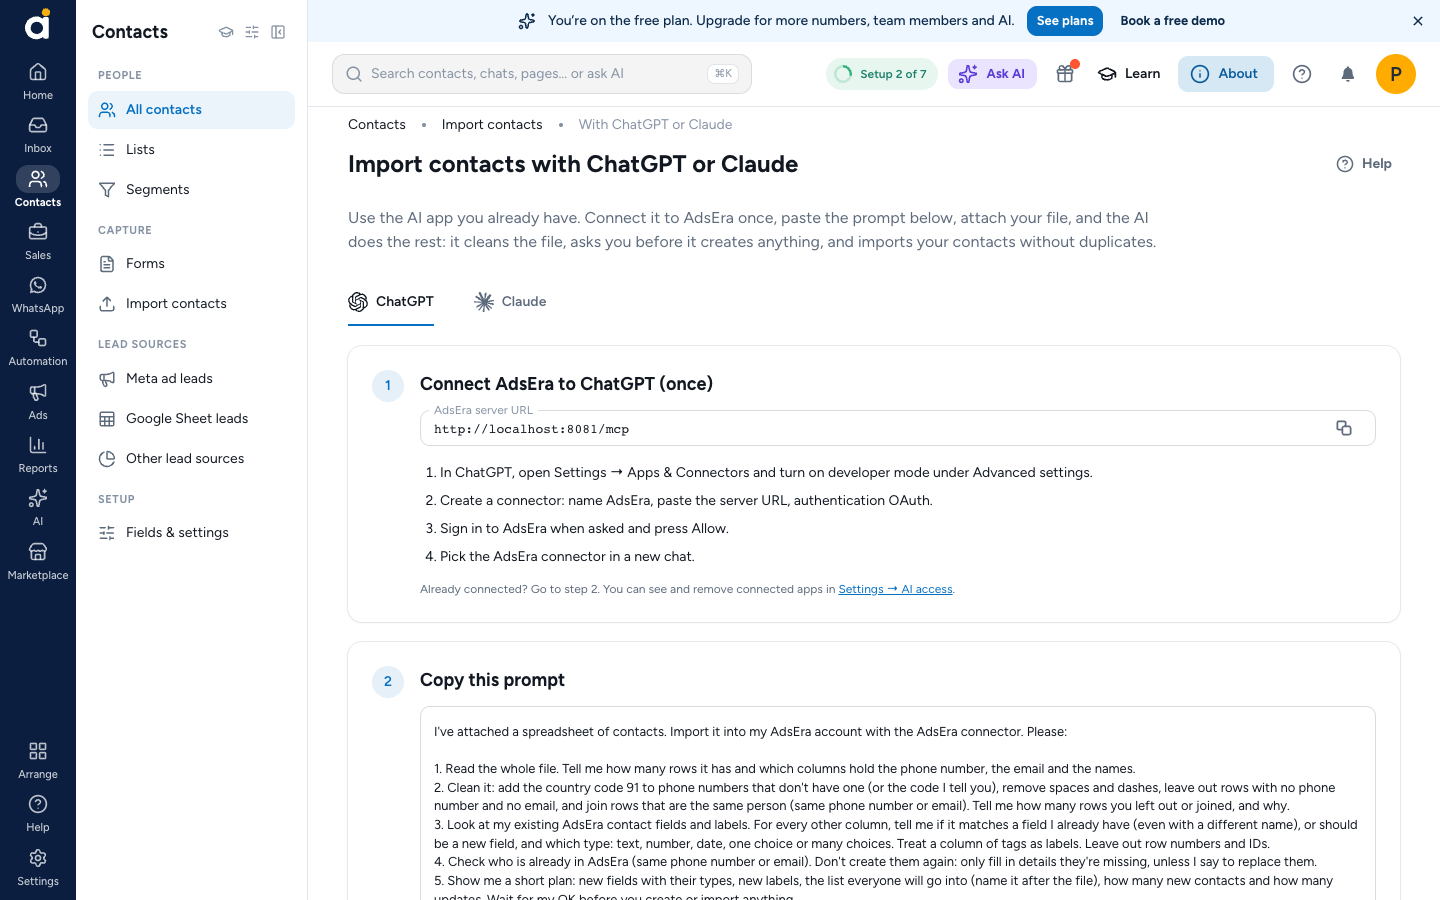 You're on the free plan. Upgrade for more numbers, team members and AI.
See plans
Book a free demo
Home
Inbox
Contacts
Sales
WhatsApp
Automation
Ads
Reports
AI
Marketplace
Arrange
Help
Settings
Contacts
PEOPLE
All contacts
Lists
Segments
CAPTURE
Forms
Import contacts
LEAD SOURCES
Meta ad leads
Google Sheet leads
Other lead sources
SETUP
Fields & settings
Search contacts, chats, pages... or ask AI
⌘K
Setup 2 of 7
Ask AI
Learn
About
P
Contacts • Import contacts • With ChatGPT or Claude
Import contacts with ChatGPT or Claude
Help
Use the AI app you already have. Connect it to AdsEra once, paste the prompt below, attach your file, and the AI
does the rest: it cleans the file, asks you before it creates anything, and imports your contacts without duplicates.
ChatGPT
Claude
1
Connect AdsEra to ChatGPT (once)
AdsEra server URL
http://localhost:8081/mcp
1. In ChatGPT, open Settings → Apps & Connectors and turn on developer mode under Advanced settings.
2. Create a connector: name AdsEra, paste the server URL, authentication OAuth.
3. Sign in to AdsEra when asked and press Allow.
4. Pick the AdsEra connector in a new chat.
Already connected? Go to step 2. You can see and remove connected apps in Settings → AI access.
2
Copy this prompt
I've attached a spreadsheet of contacts. Import it into my AdsEra account with the AdsEra connector. Please:
1. Read the whole file. Tell me how many rows it has and which columns hold the phone number, the email and the names.
2. Clean it: add the country code 91 to phone numbers that don't have one (or the code I tell you), remove spaces and dashes, leave out rows with no phone
number and no email, and join rows that are the same person (same phone number or email). Tell me how many rows you left out or joined, and why.
3. Look at my existing AdsEra contact fields and labels. For every other column, tell me if it matches a field I already have (even with a different name), or should
be a new field, and which type: text, number, date, one choice or many choices. Treat a column of tags as labels. Leave out row numbers and IDs.
4. Check who is already in AdsEra (same phone number or email). Don't create them again: only fill in details they're missing, unless I say to replace them.
5. Show me a short plan: new fields with their types, new labels, the list everyone will go into (name it after the file), how many new contacts and how many
updates. Wait for my OK before you create or import anything.